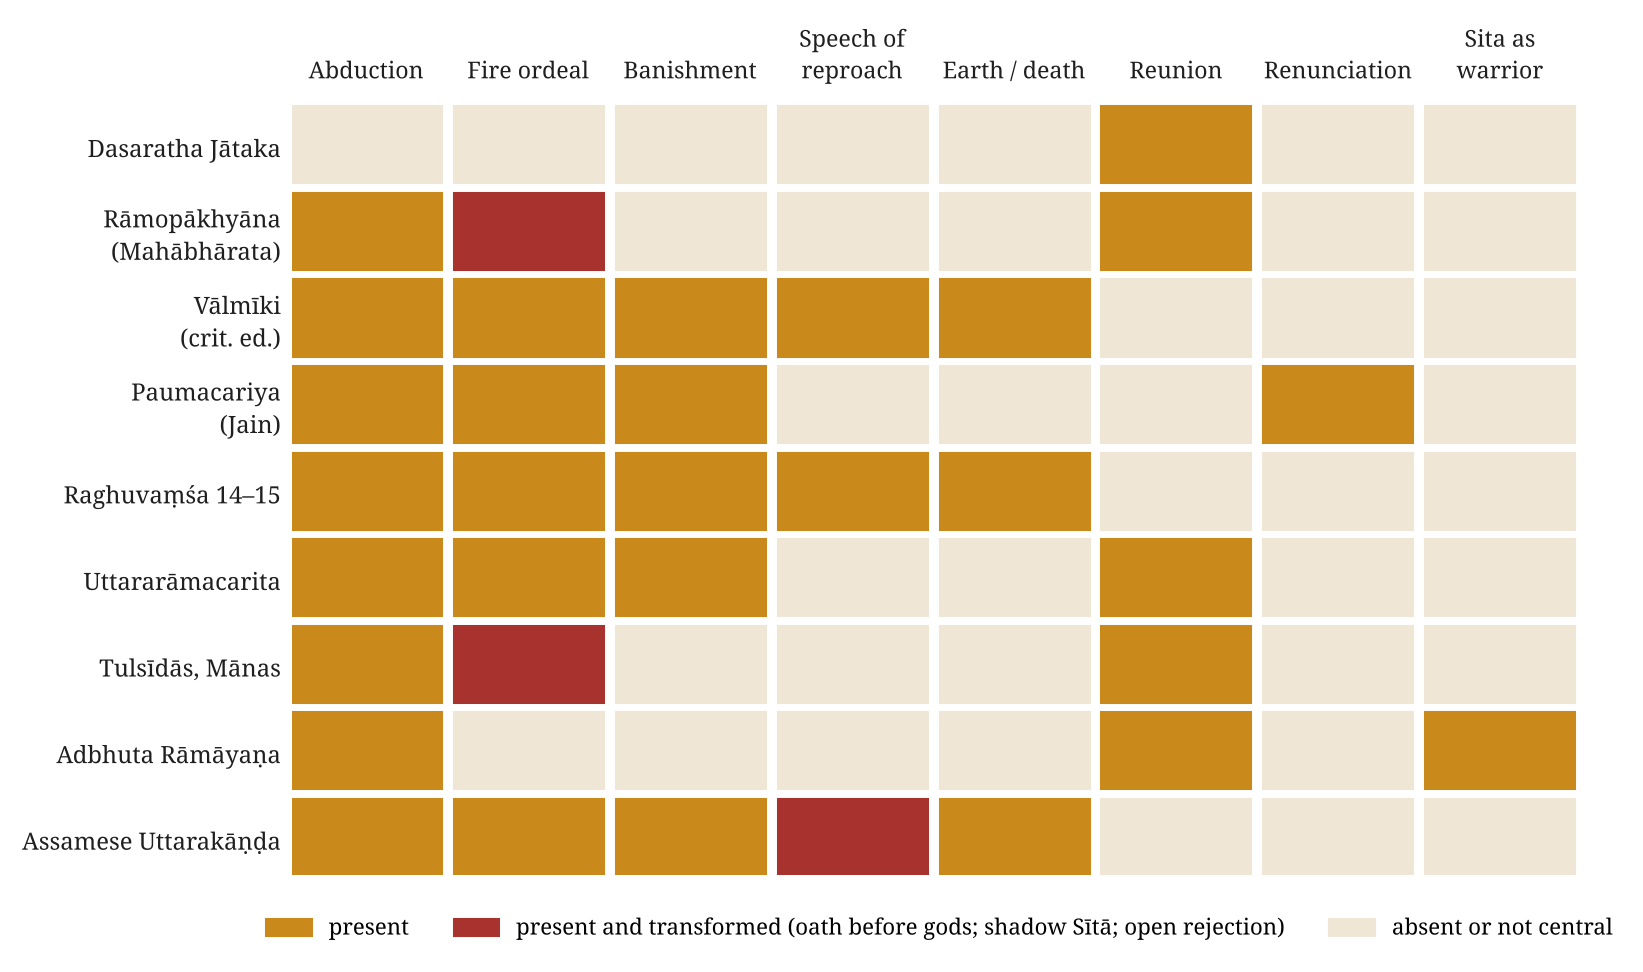 Abduction
Fire ordeal
Banishment
Speech of
reproach
Earth / death
Reunion
Renunciation
Sita as
warrior
Dasaratha Jātaka
Rāmopākhyāna
(Mahābhārata)
Vālmīki
(crit. ed.)
Paumacariya
(Jain)
Raghuvaṃśa 14–15
Uttararāmacarita
Tulsīdās, Mānas
Adbhuta Rāmāyaṇa
Assamese Uttarakāṇḍa
present
present and transformed (oath before gods; shadow Sītā; open rejection)
absent or not central